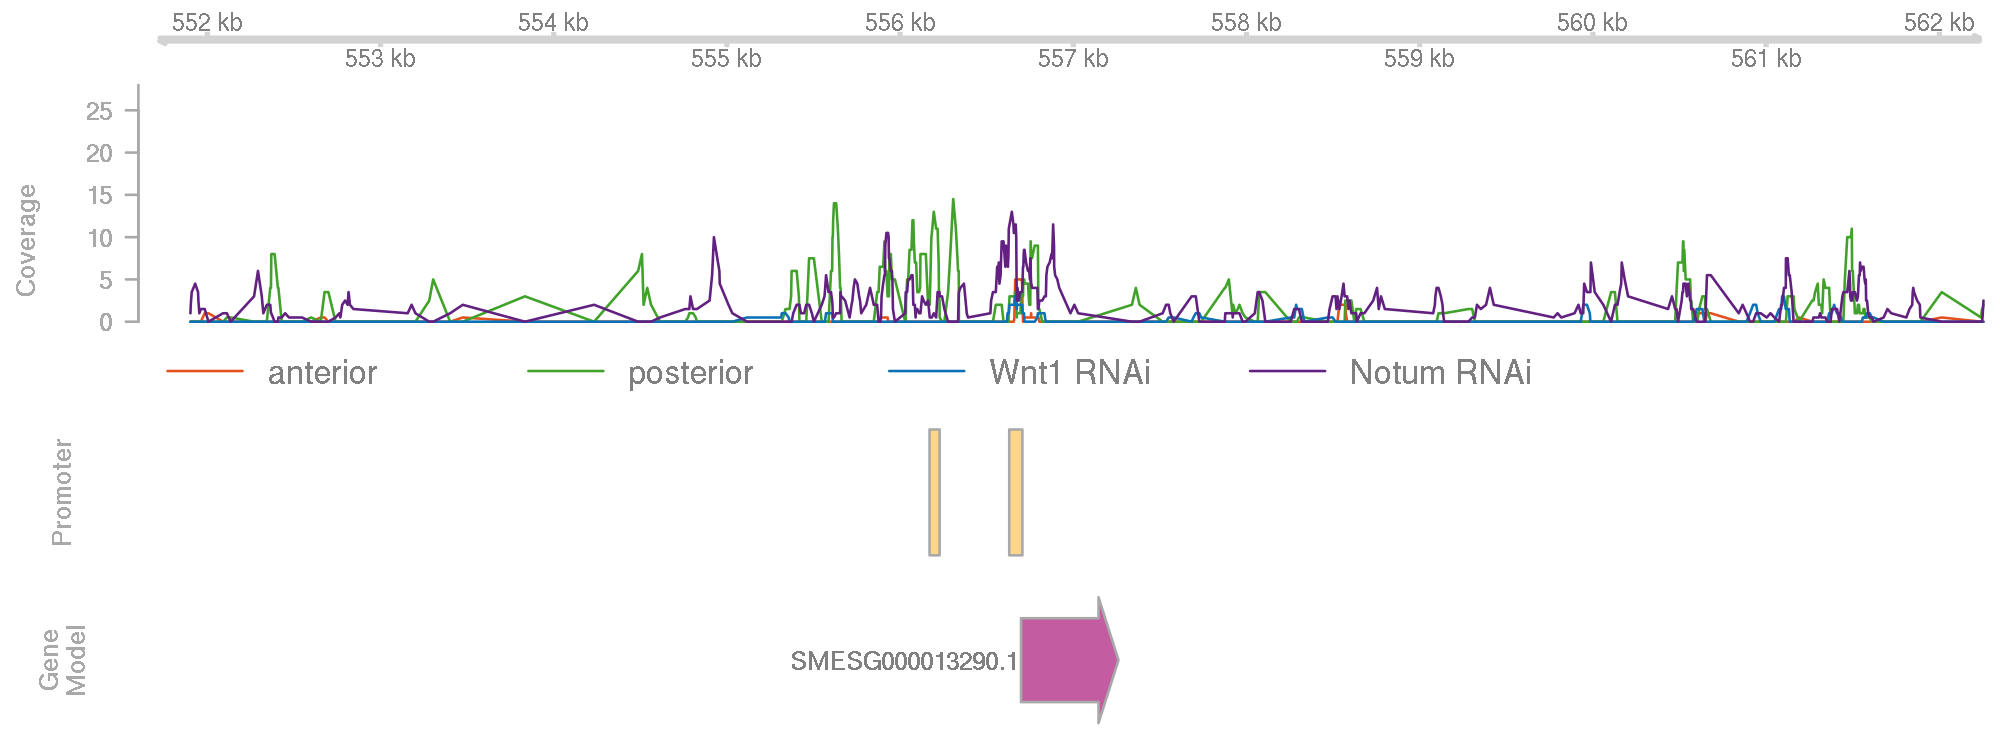 552 kb 554 kb 556 kb 558 kb 560 kb 562 kb
553 kb 555 kb 557 kb 559 kb 561 kb
Coverage
25
20
15
10
5
0
anterior posterior Wnt1 RNAi Notum RNAi
Promoter
Gene
Model
SMESG000013290.1